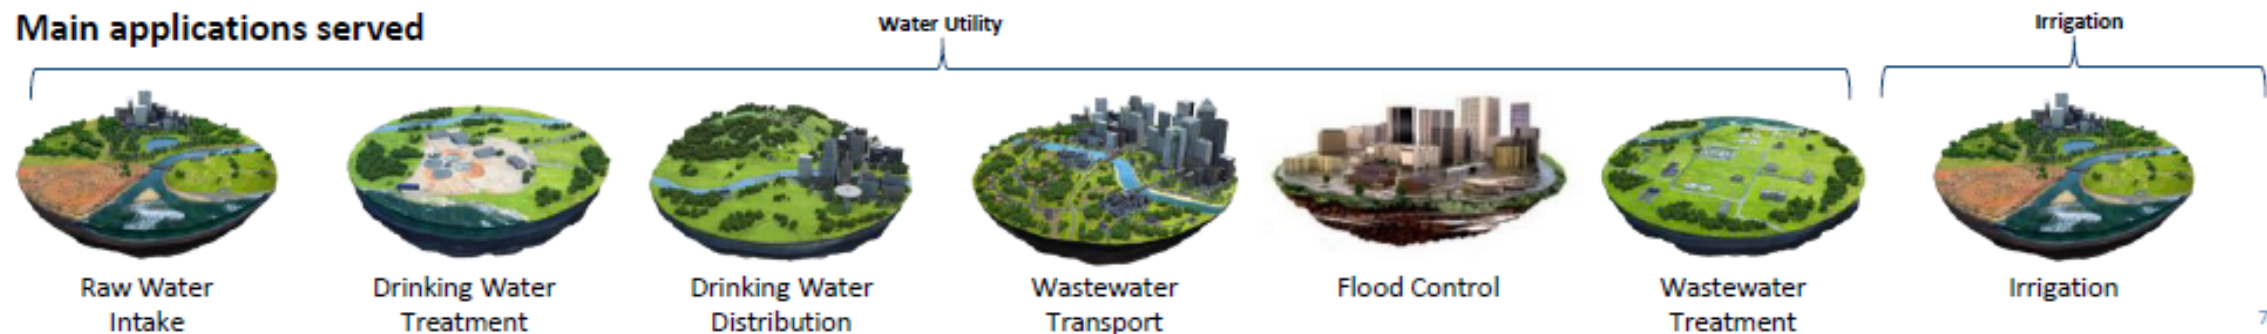 Main applications served
Water Utility
Irrigation
Raw Water
Intake
Drinking Water
Treatment
Drinking Water
Distribution
Wastewater
Transport
Flood Control
Wastewater
Treatment
Irrigation
7